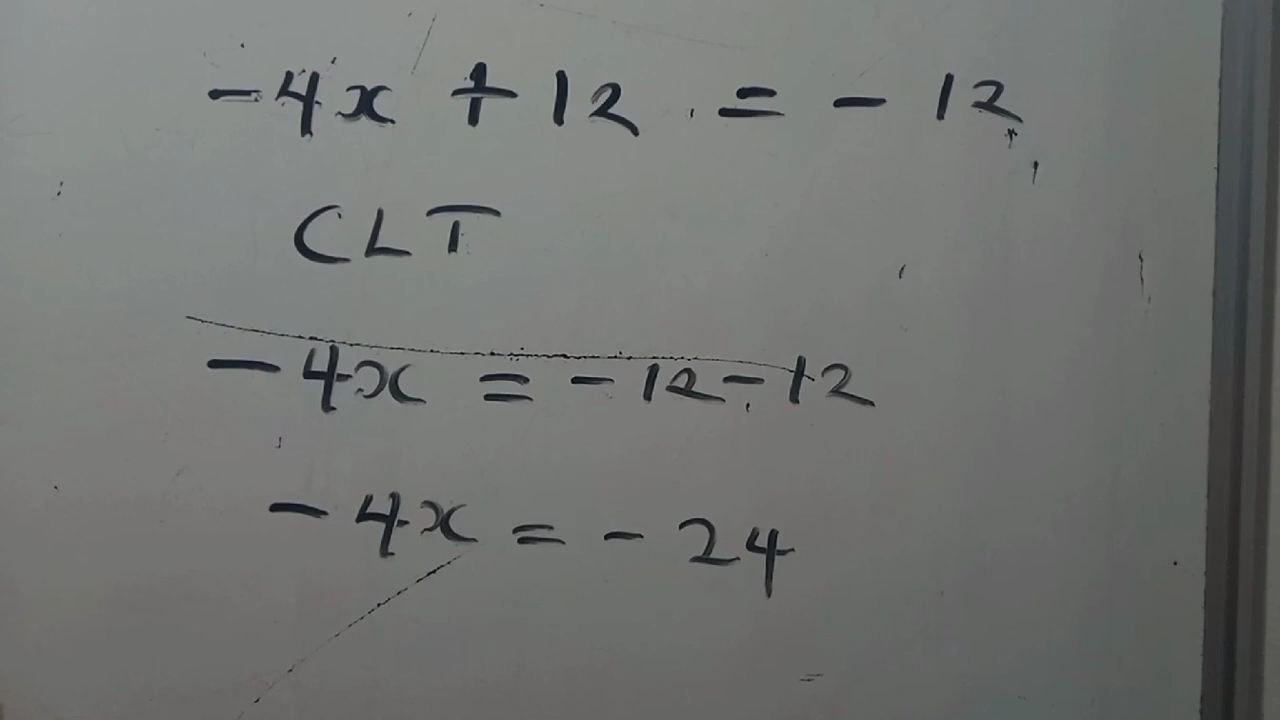 -4x + 12 = - 12
CLT
-4x = -12-12
-4x = - 24